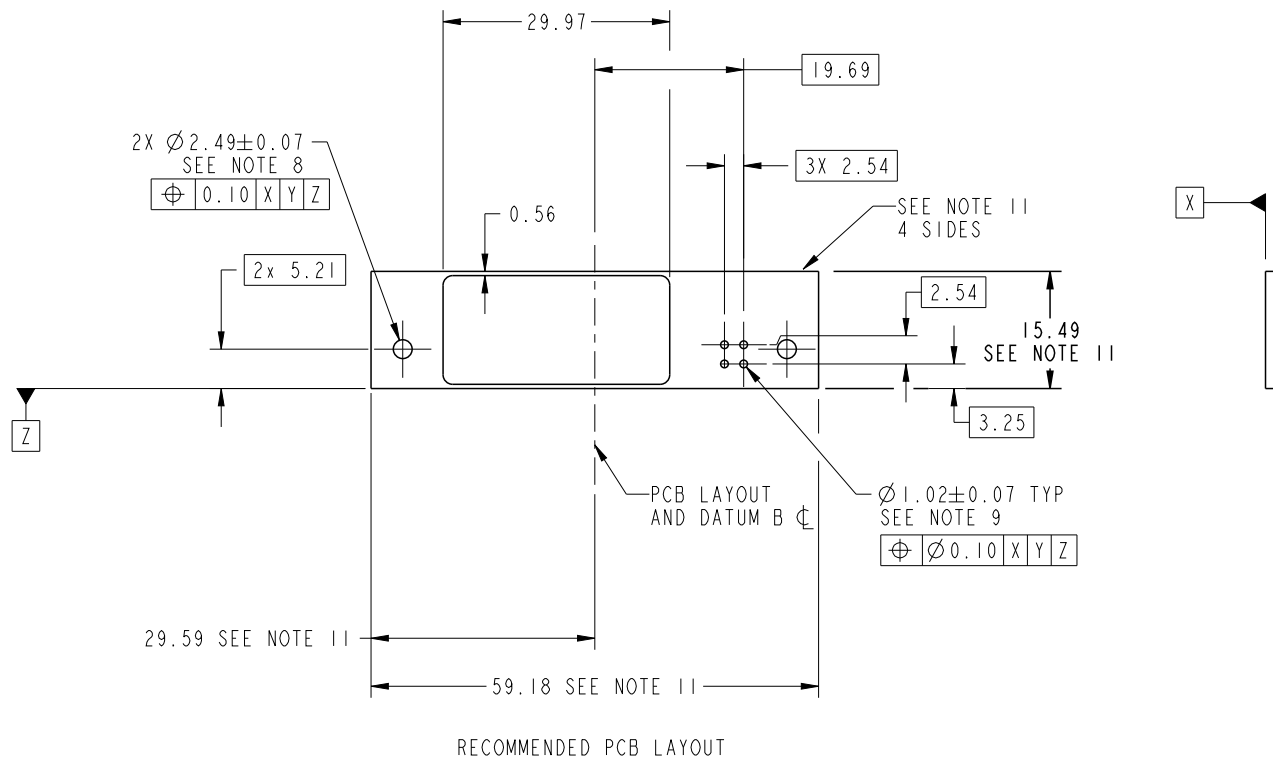 29.97
19.69
2X Ø2.49±0.07
SEE NOTE 8
⌖ 0.10 X Y Z
3X 2.54
0.56
SEE NOTE 11
4 SIDES
X
2x 5.21
2.54
15.49
SEE NOTE 11
Z
3.25
PCB LAYOUT
AND DATUM B ℄
Ø1.02±0.07 TYP
SEE NOTE 9
⌖ Ø0.10 X Y Z
29.59 SEE NOTE 11
59.18 SEE NOTE 11
RECOMMENDED PCB LAYOUT